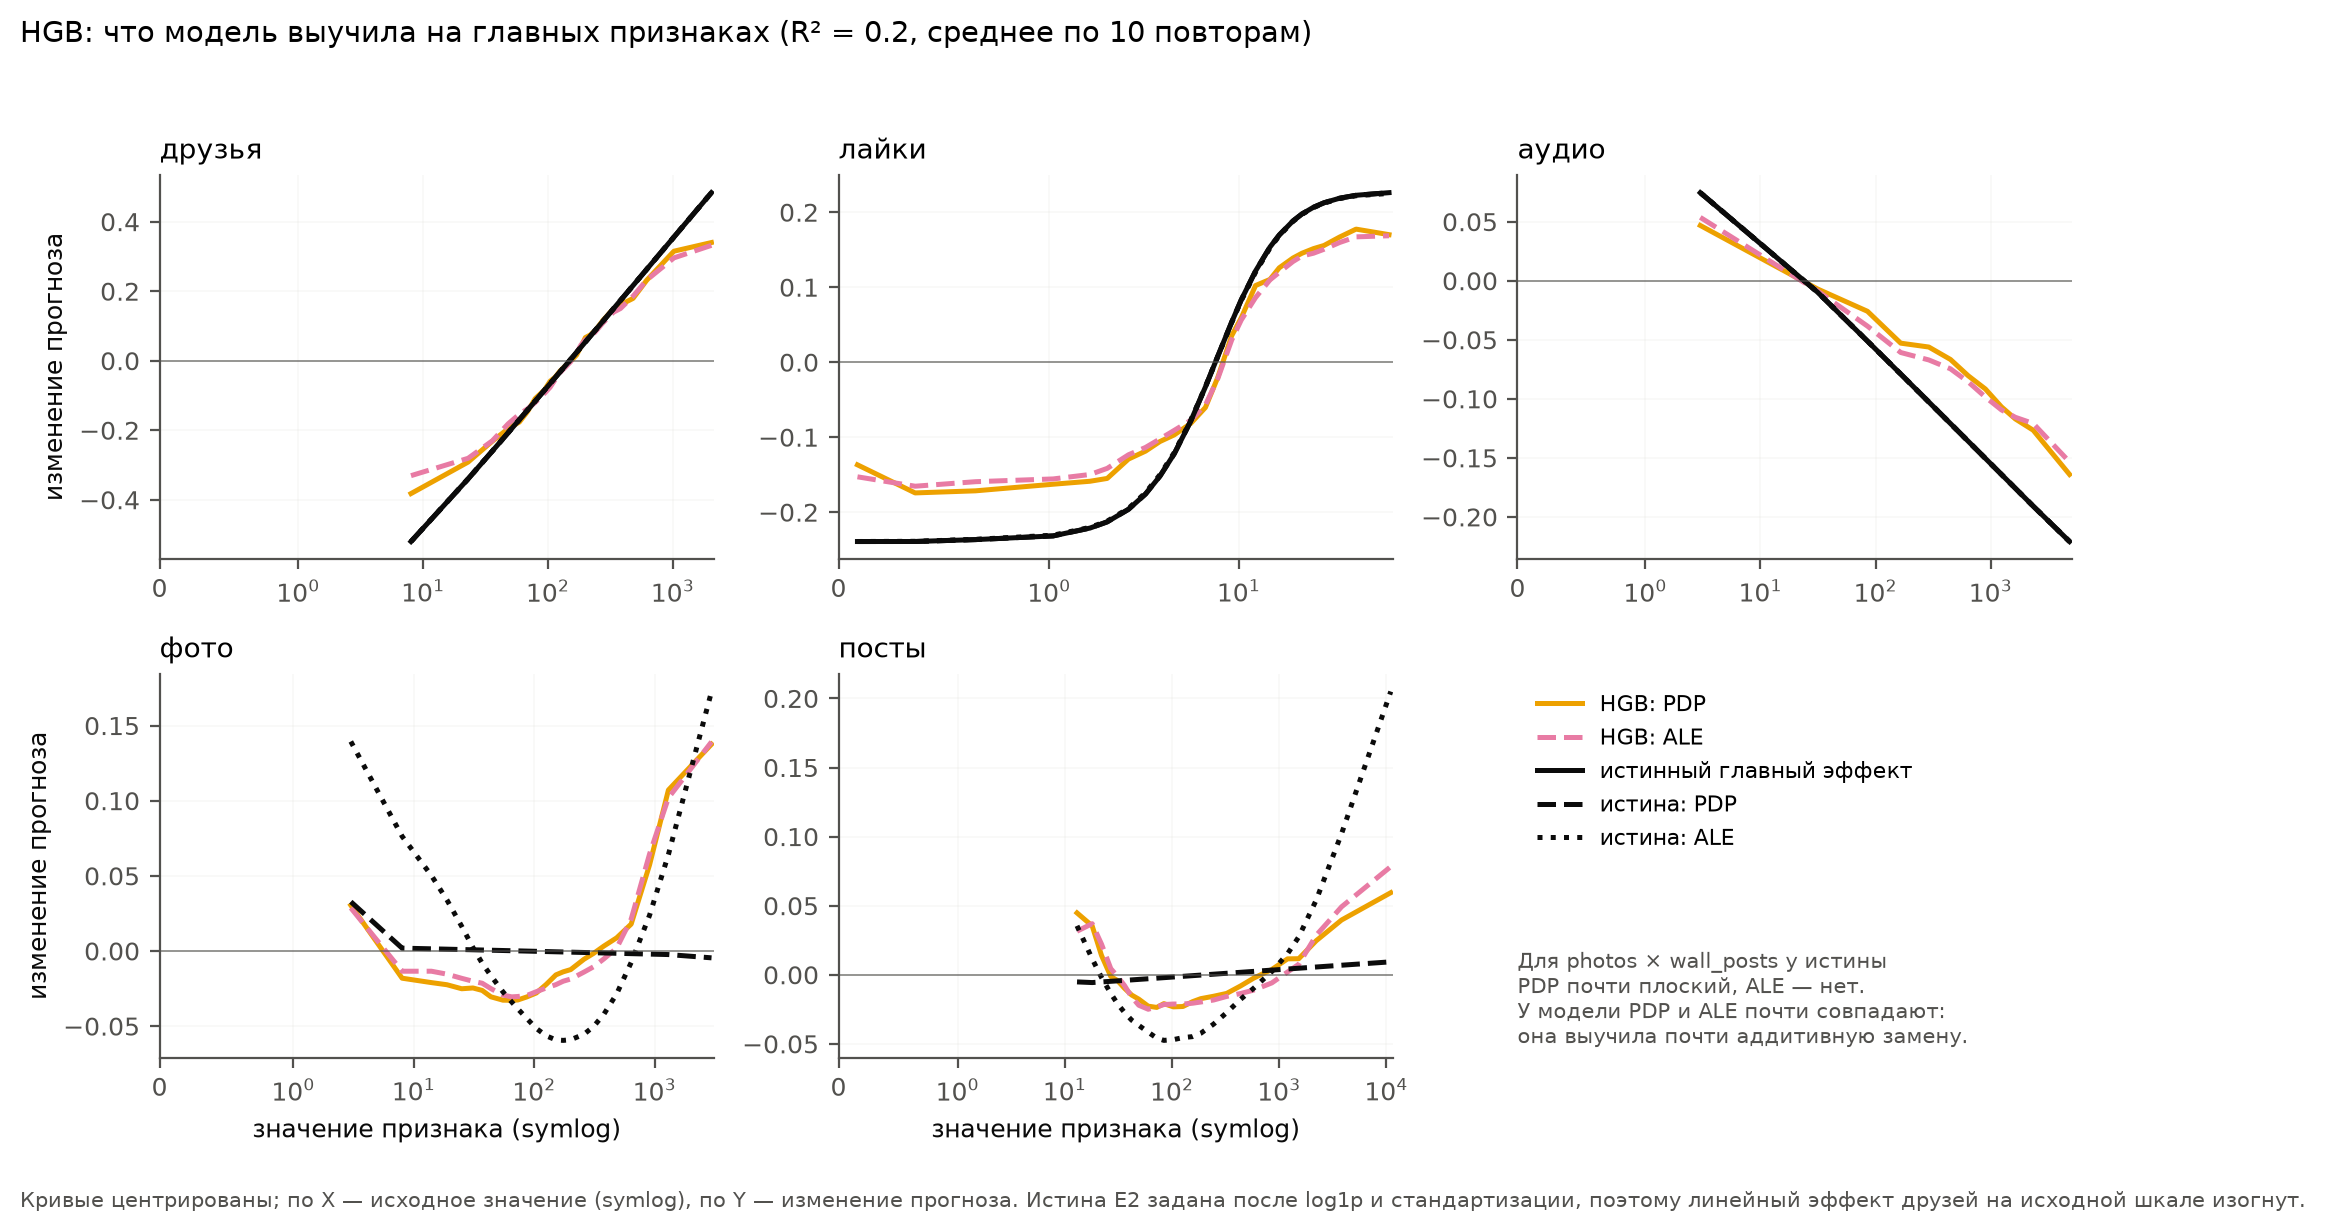 HGB: что модель выучила на главных признаках (R² = 0.2, среднее по 10 повторам)
друзья
изменение прогноза
0.4
0.2
0.0
−0.2
−0.4
0 10⁰ 10¹ 10² 10³
лайки
0.2
0.1
0.0
−0.1
−0.2
0 10⁰ 10¹
аудио
0.05
0.00
−0.05
−0.10
−0.15
−0.20
0 10⁰ 10¹ 10² 10³
фото
изменение прогноза
0.15
0.10
0.05
0.00
−0.05
0 10⁰ 10¹ 10² 10³
значение признака (symlog)
посты
0.20
0.15
0.10
0.05
0.00
−0.05
0 10⁰ 10¹ 10² 10³ 10⁴
значение признака (symlog)
HGB: PDP
HGB: ALE
истинный главный эффект
истина: PDP
истина: ALE
Для photos × wall_posts у истины
PDP почти плоский, ALE — нет.
У модели PDP и ALE почти совпадают:
она выучила почти аддитивную замену.
Кривые центрированы; по X — исходное значение (symlog), по Y — изменение прогноза. Истина E2 задана после log1p и стандартизации, поэтому линейный эффект друзей на исходной шкале изогнут.